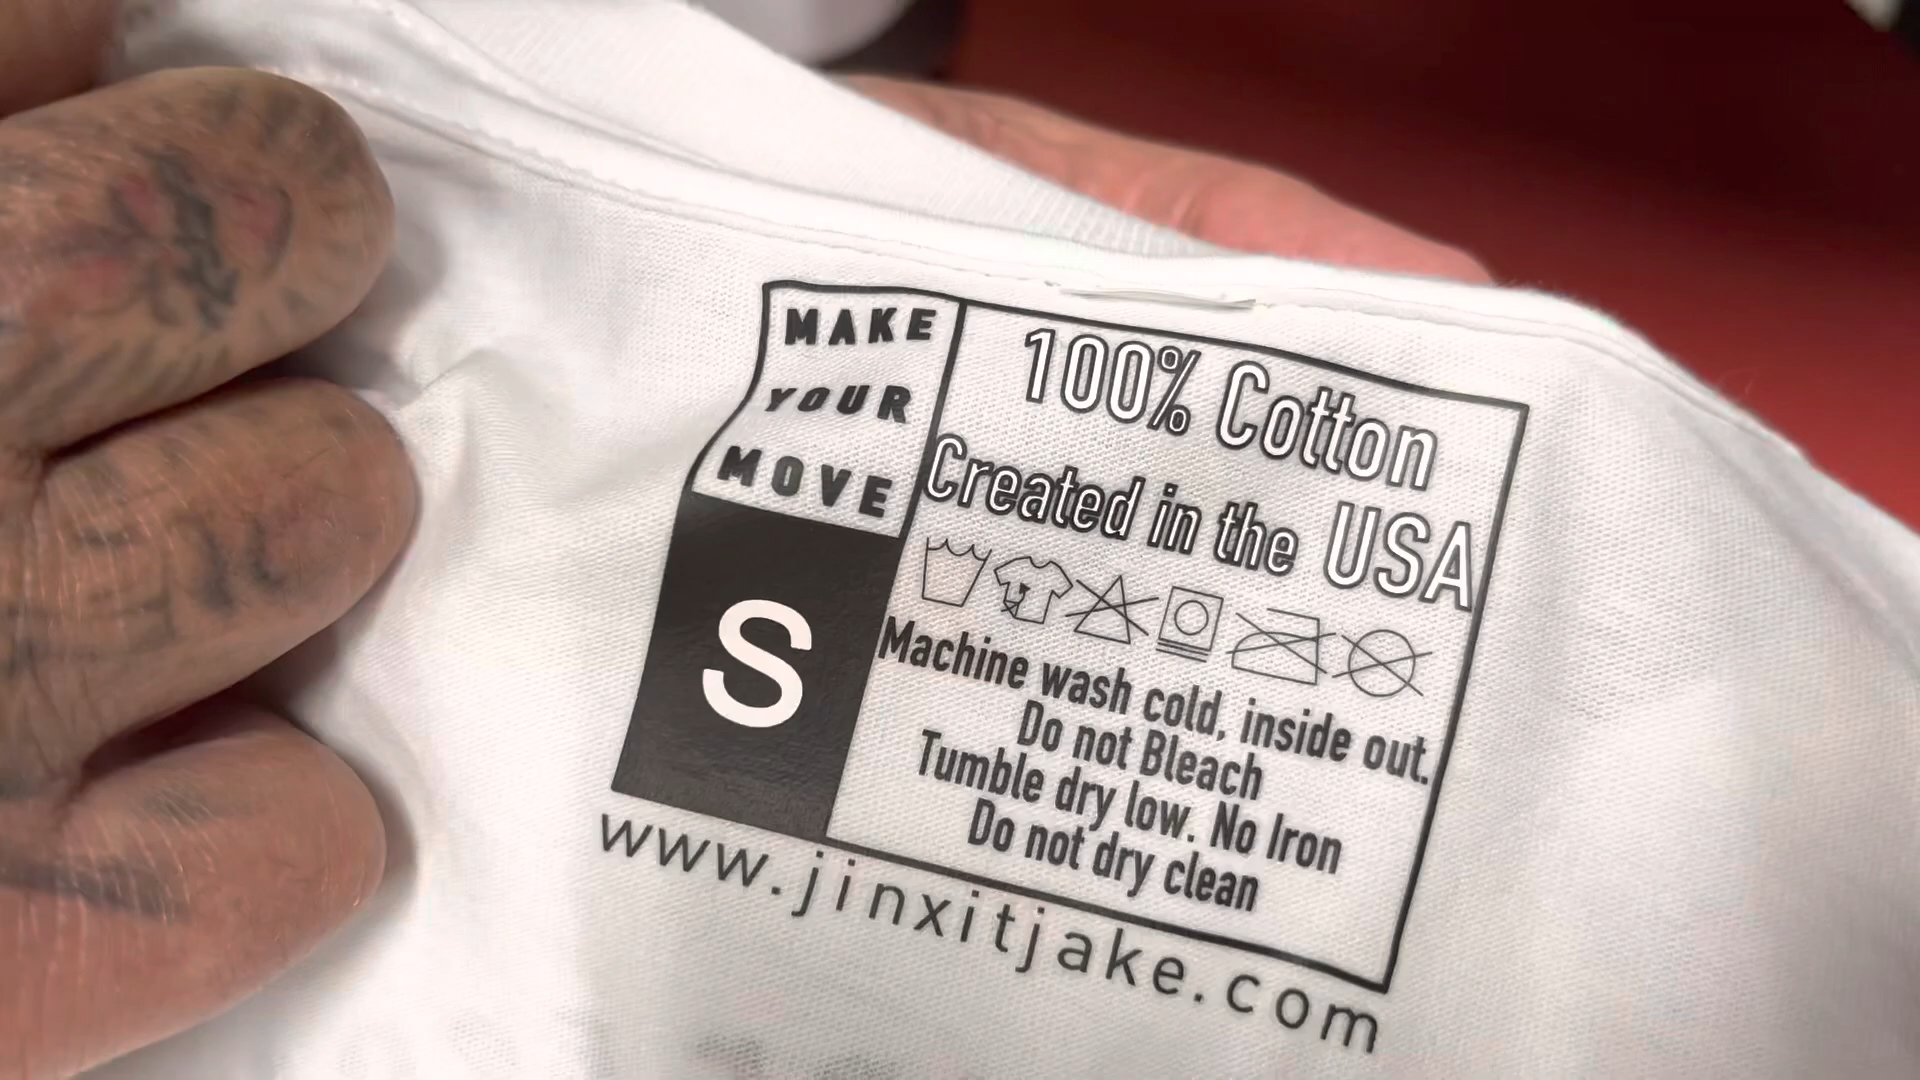 MAKE
YOUR
MOVE
S
100% Cotton
Created in the USA
Machine wash cold, inside out.
Do not Bleach
Tumble dry low. No Iron
Do not dry clean
www.jinxitjake.com